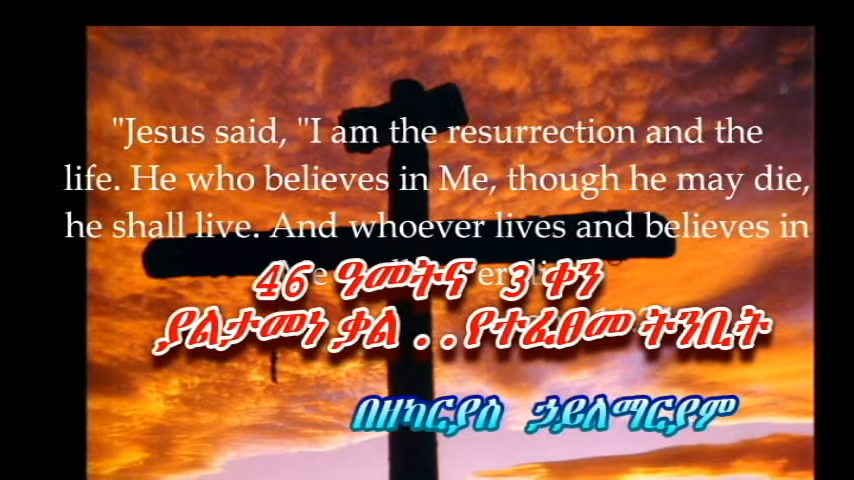 "Jesus said, "I am the resurrection and the
life. He who believes in Me, though he may die,
he shall live. And whoever lives and believes in
46 ዓመትና 3 ቀን
ያልታመነ ቃል . . የተፈፀመ ትንቢት
በዘካርያስ ኃይለማርያም